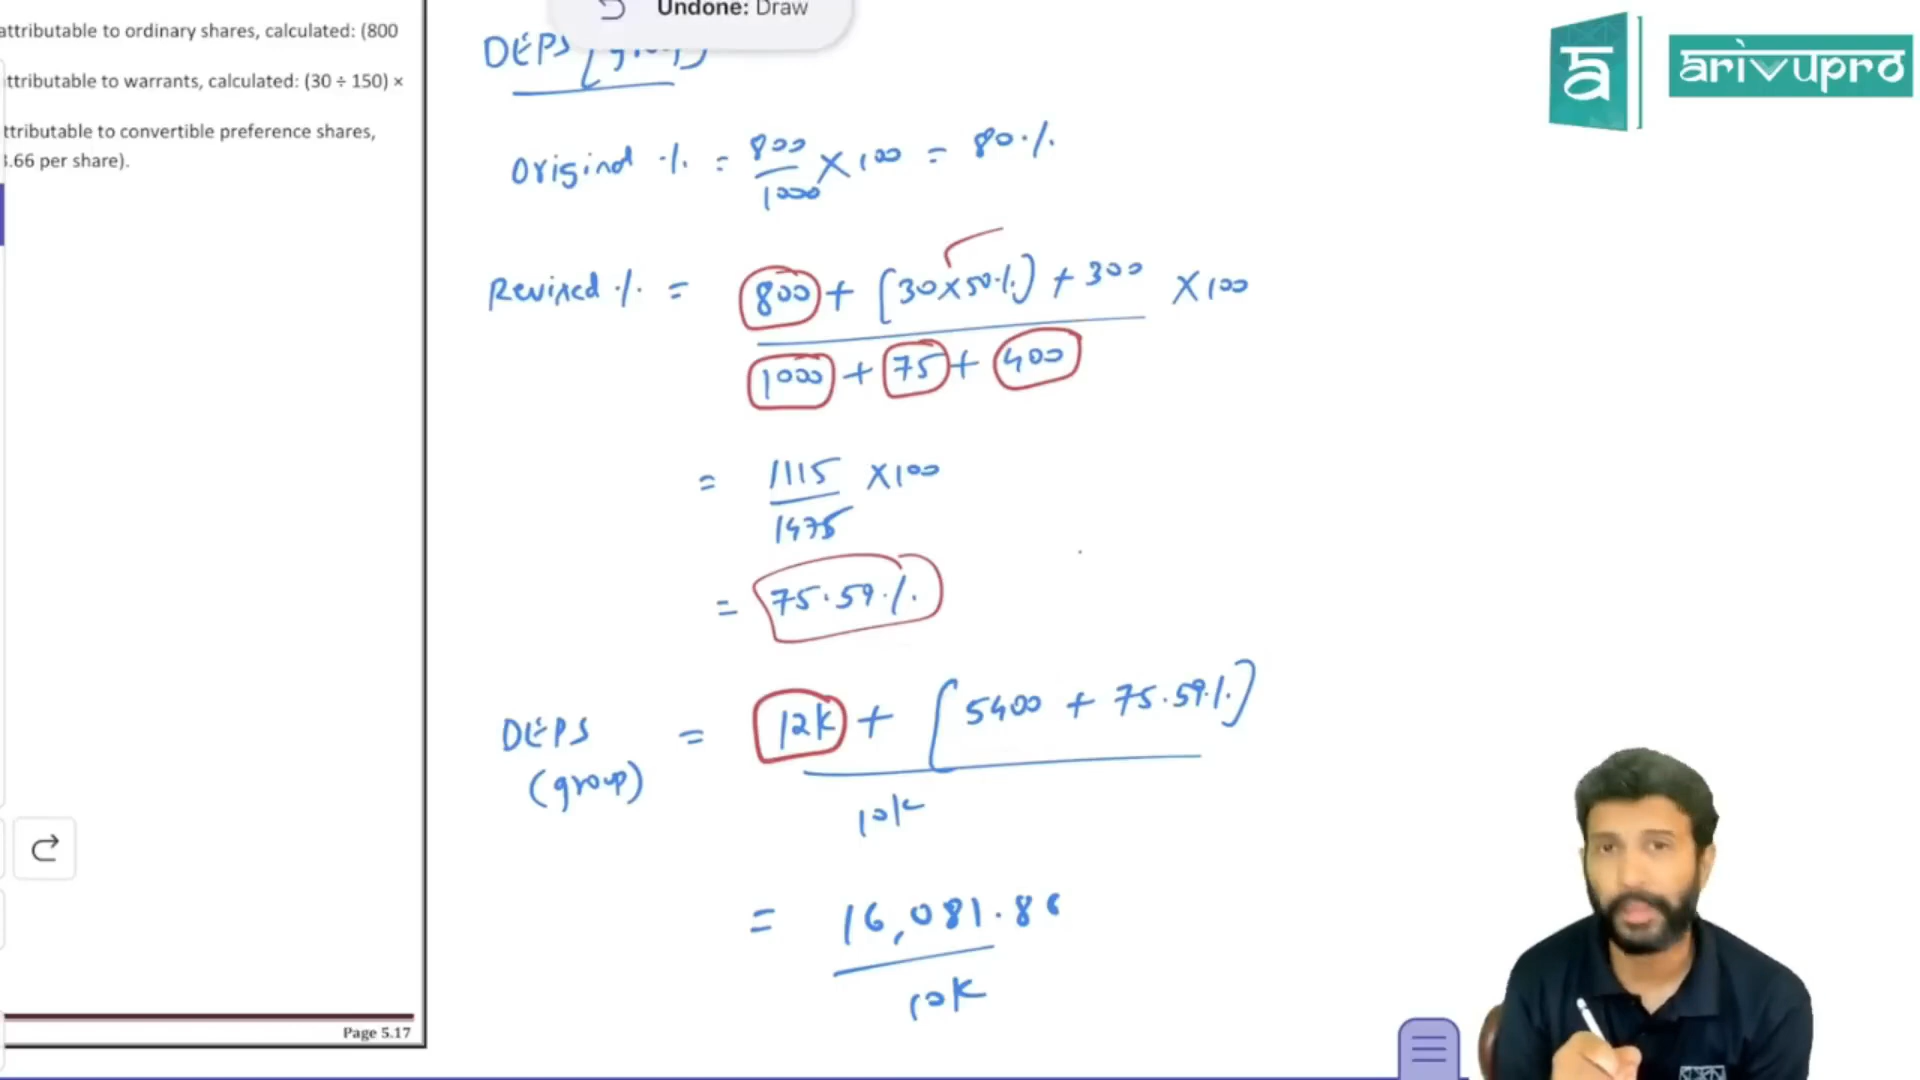 attributable to ordinary shares, calculated: (800
ttributable to warrants, calculated: (30 ÷ 150) ×
ttributable to convertible preference shares,
.66 per share).
Page 5.17
Undone: Draw
DEPS (group)
Original % = 800/1000 × 100 = 80%
Revised % = 800 + [30×50%] + 300 / 1000 + 75 + 400 × 100
= 1115/1475 × 100
= 75.59%
DEPS (group) = 12k + [5400 + 75.59%] / 10k
= 16,081.86 / 10k
arivupro